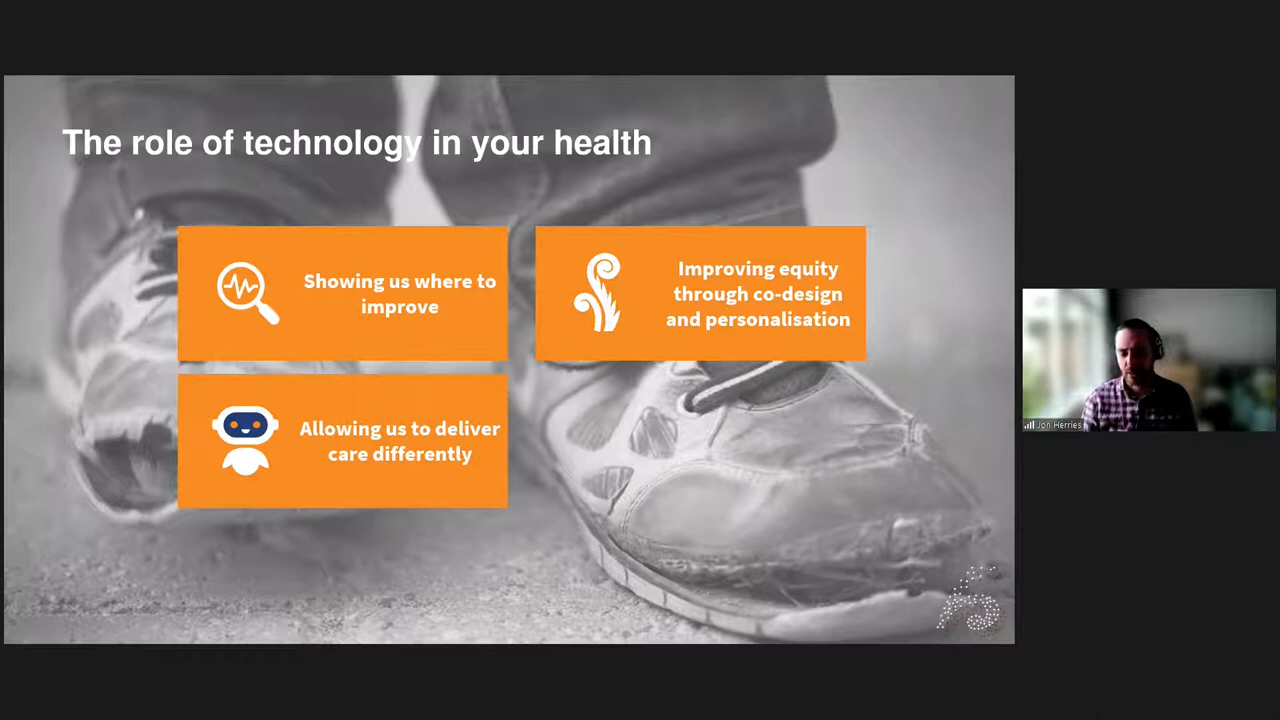 The role of technology in your health
Showing us where to
improve
Improving equity
through co-design
and personalisation
Allowing us to deliver
care differently
Jon Herries